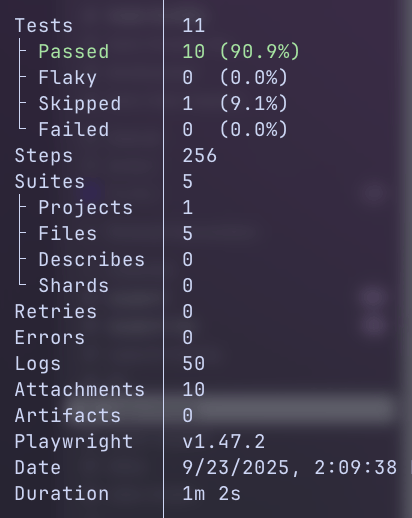 Tests 11
Passed 10 (90.9%)
Flaky 0 (0.0%)
Skipped 1 (9.1%)
Failed 0 (0.0%)
Steps 256
Suites 5
Projects 1
Files 5
Describes 0
Shards 0
Retries 0
Errors 0
Logs 50
Attachments 10
Artifacts 0
Playwright v1.47.2
Date 9/23/2025, 2:09:38
Duration 1m 2s